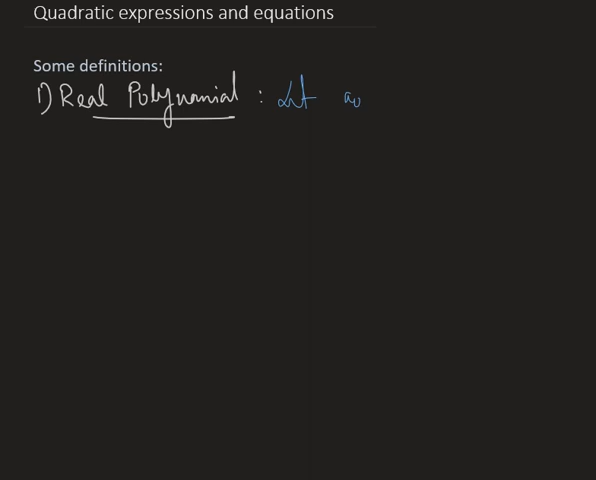 Quadratic expressions and equations
Some definitions:
1) Real Polynomial : Let a₀